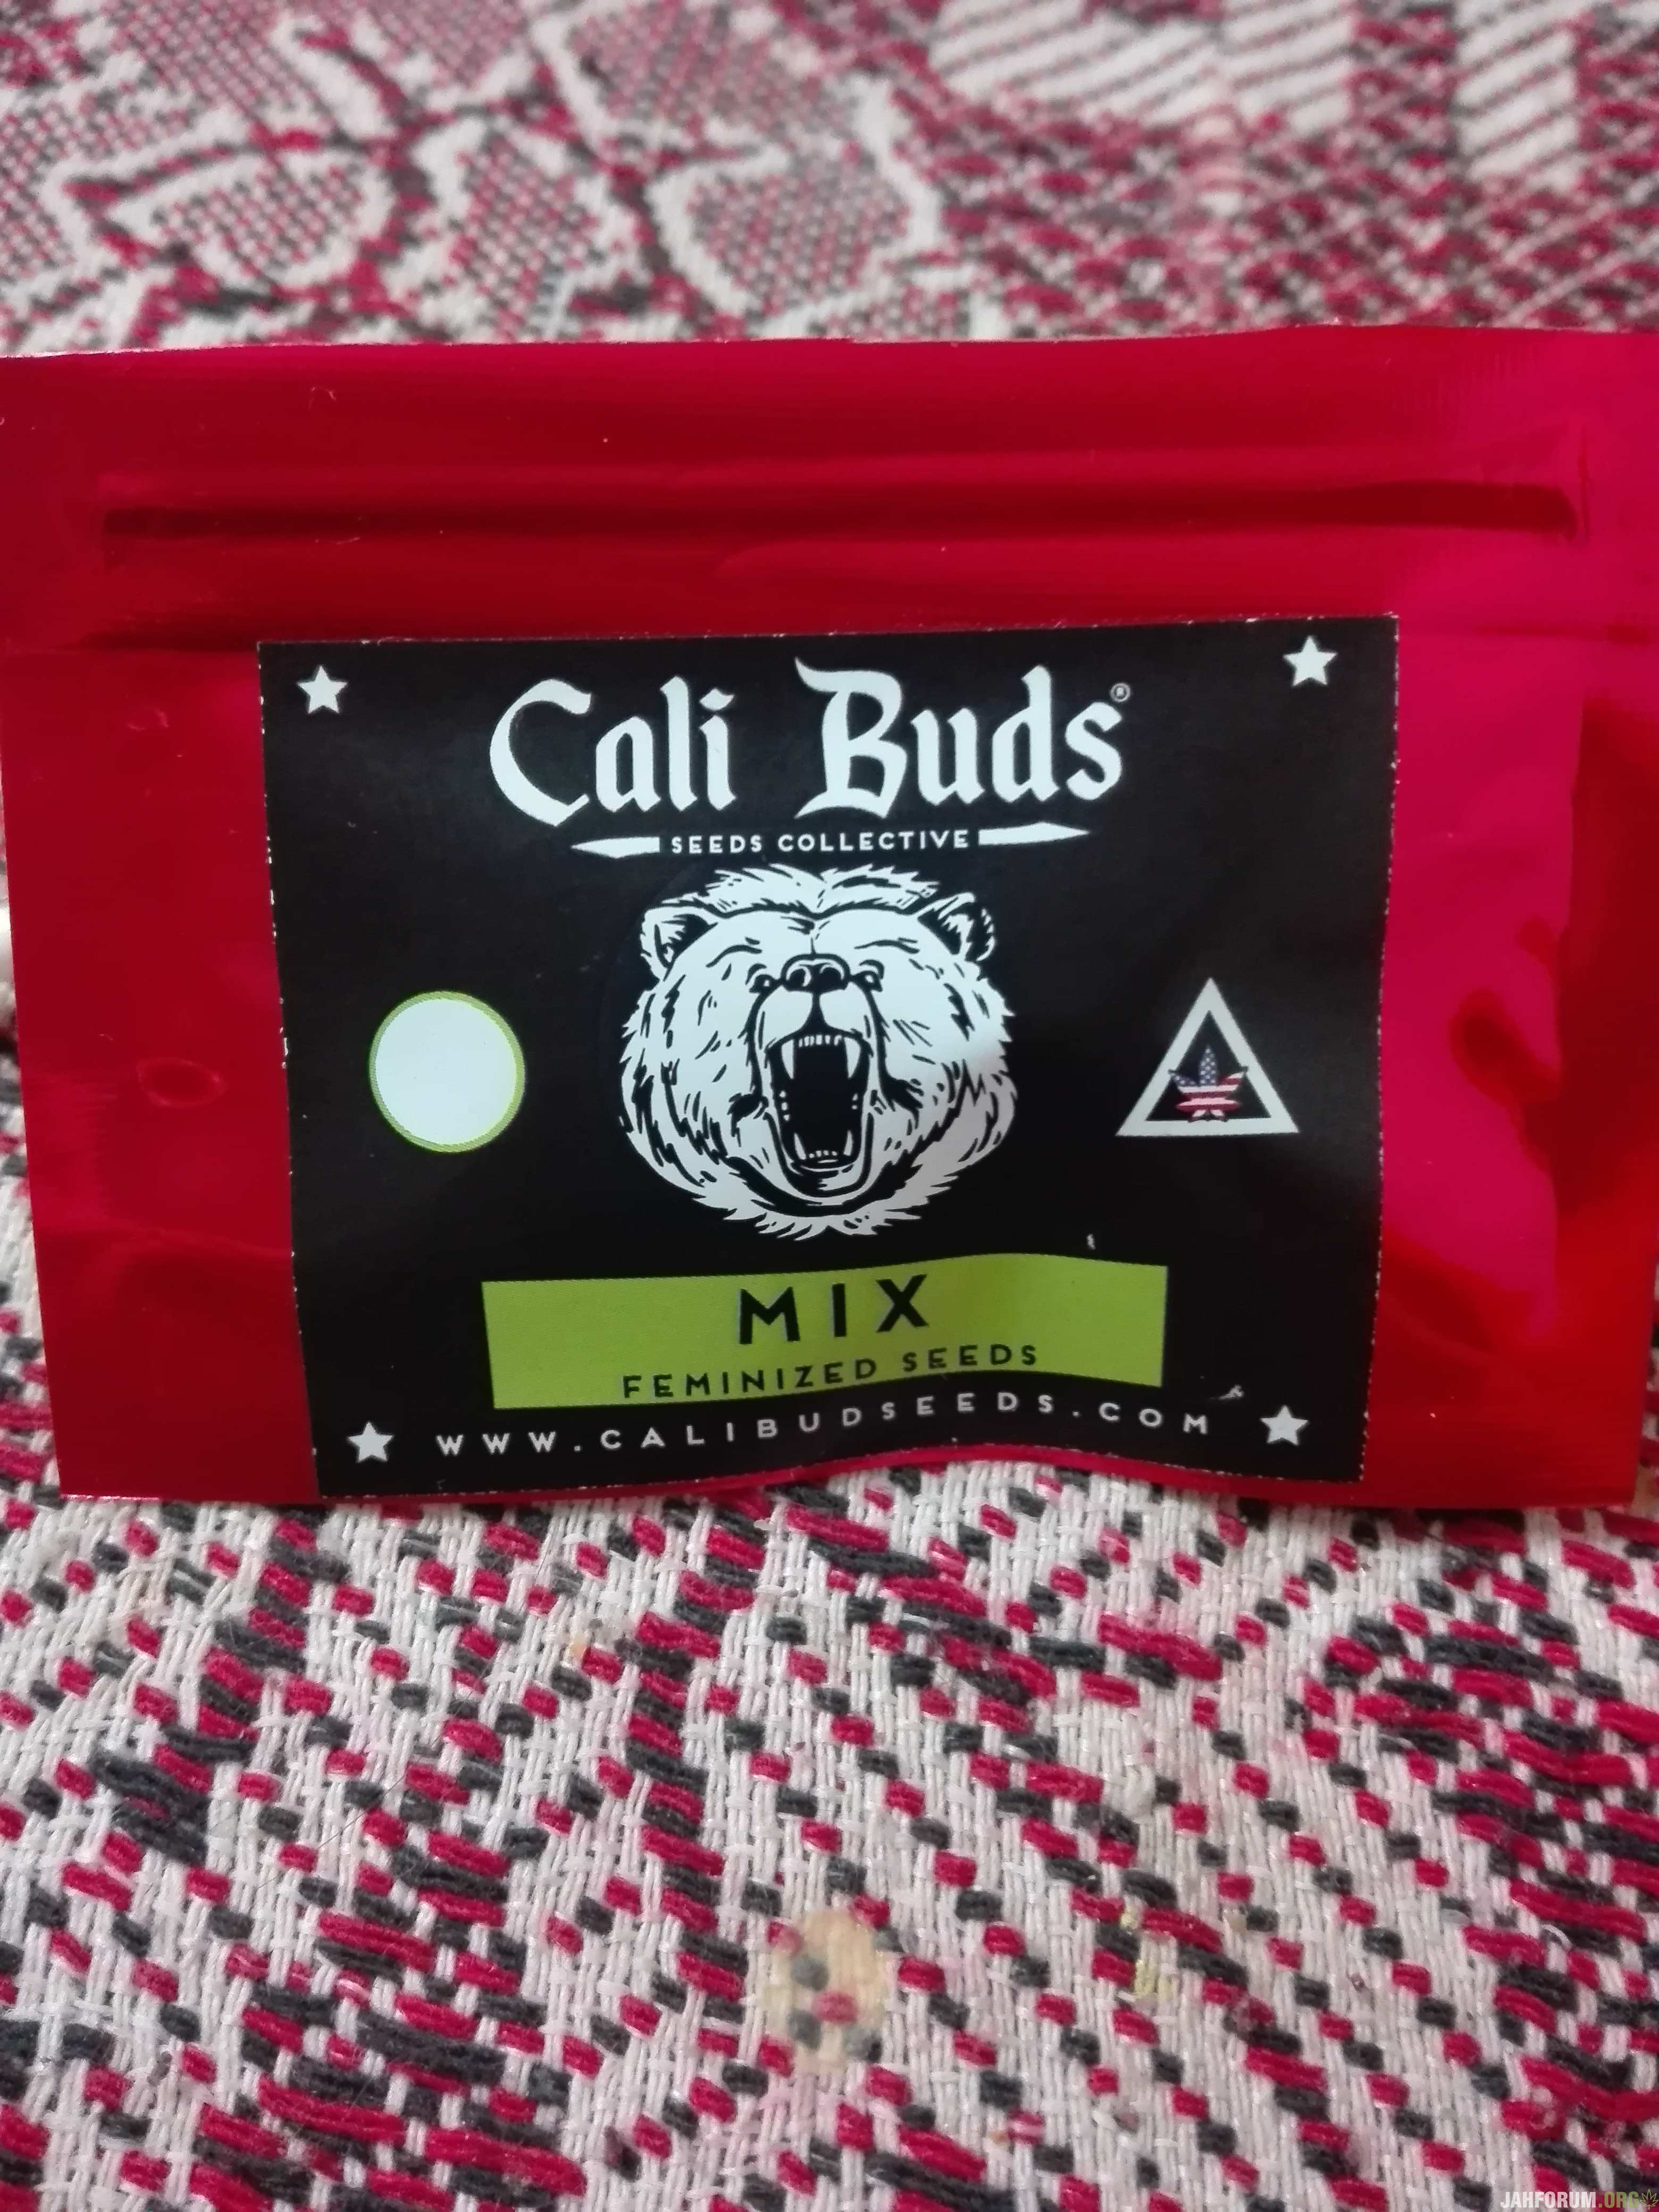 Cali Buds®
SEEDS COLLECTIVE
MIX
FEMINIZED SEEDS
WWW.CALIBUDSEEDS.COM
JAHFORUM.ORG